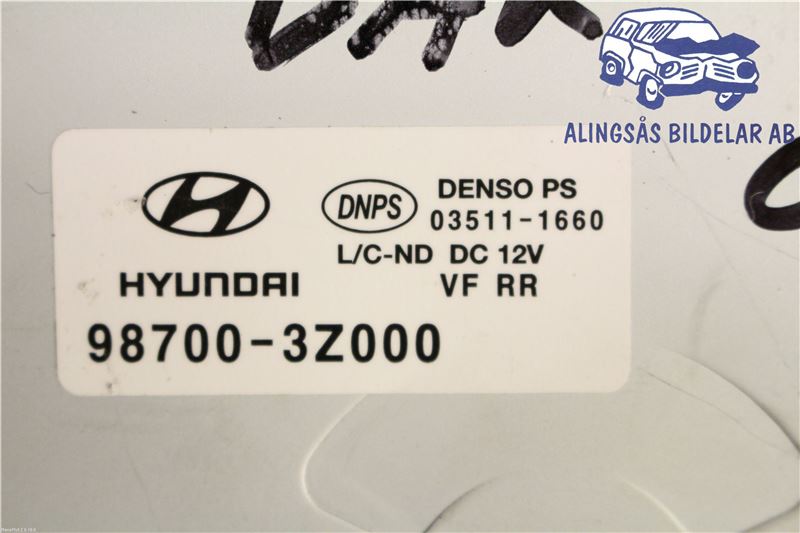 ALINGSÅS BILDELAR AB
DNPS
DENSO PS
03511-1660
L/C-ND DC 12V
HYUNDAI
VF RR
98700-3Z000